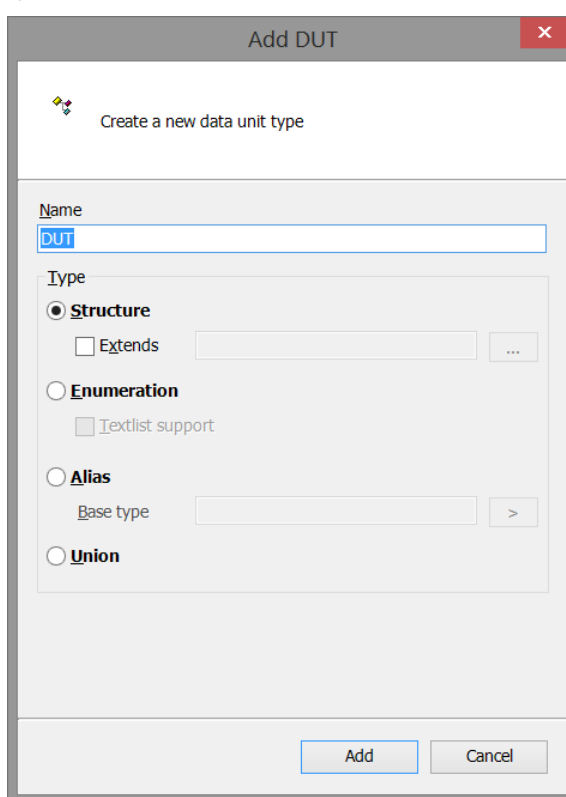 Add DUT
x
Create a new data unit type
Name
DUT
Type
Structure
Extends
...
Enumeration
Textlist support
Alias
Base type
>
Union
Add Cancel